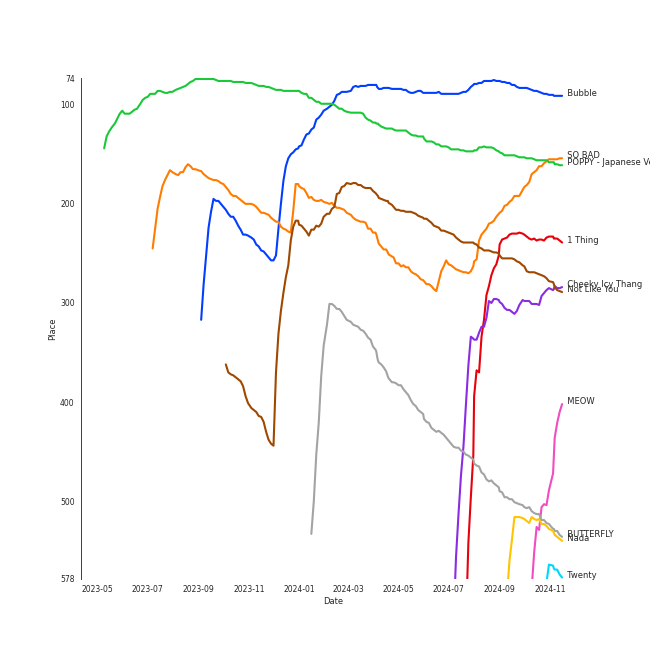 74
100
200
300
400
500
578
Place
2023-05
2023-07
2023-09
2023-11
2024-01
2024-03
2024-05
2024-07
2024-09
2024-11
Date
Bubble
SO BAD
POPPY - Japanese
1 Thing
Cheeky Icy Thang
Not Like You
MEOW
BUTTERFLY
Nada
Twenty